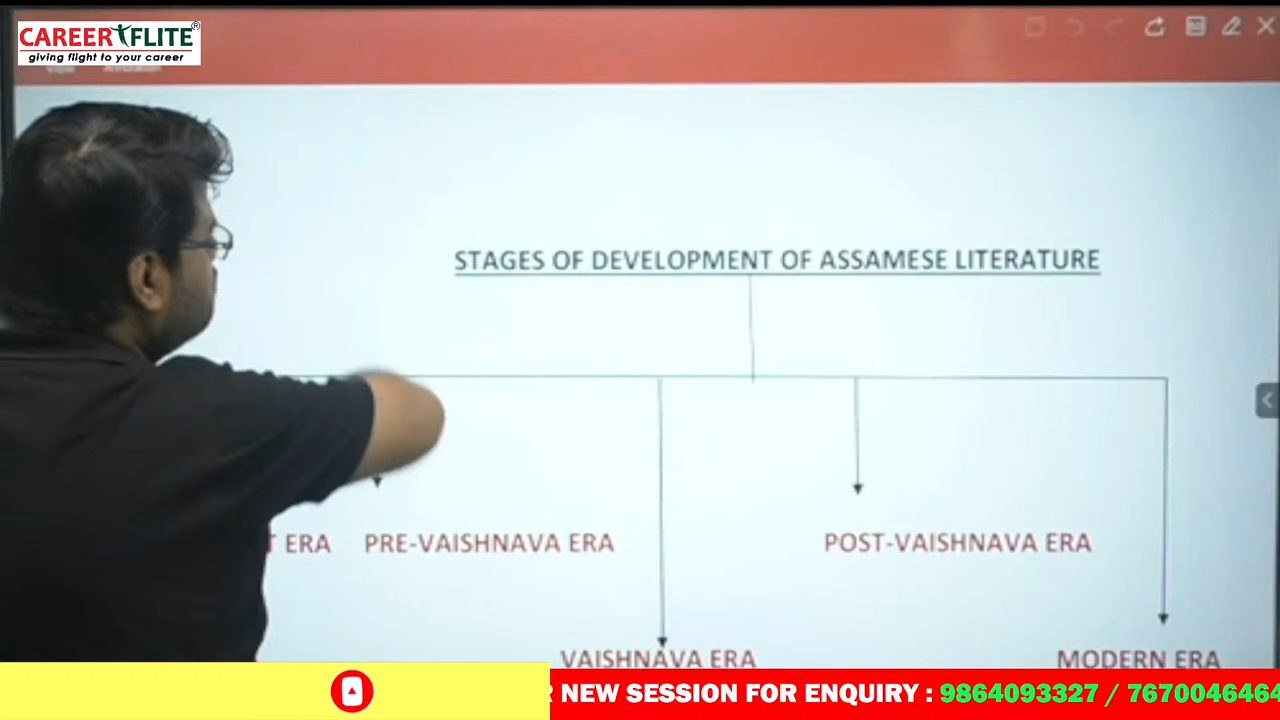 CAREER FLITE®
giving flight to your career
STAGES OF DEVELOPMENT OF ASSAMESE LITERATURE
T ERA
PRE-VAISHNAVA ERA
POST-VAISHNAVA ERA
VAISHNAVA ERA
MODERN ERA
R NEW SESSION FOR ENQUIRY : 9864093327 / 7670046464